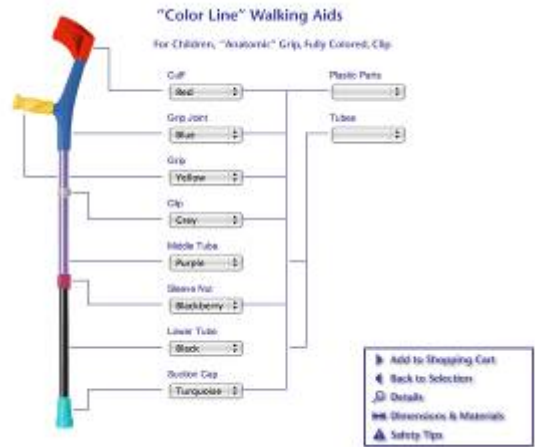 "Color Line" Walking Aids
For Children, "Anatomic" Grip, Fully Colored, Clip
Cuff
Red
Plastic Parts
Grip Joint
Blue
Tubes
Grip
Yellow
Clip
Grey
Middle Tube
Purple
Sleeve Nut
Blackberry
Lower Tube
Black
Suction Cap
Turquoise
Add to Shopping Cart
Back to Selection
Details
Dimensions & Materials
Safety Tips